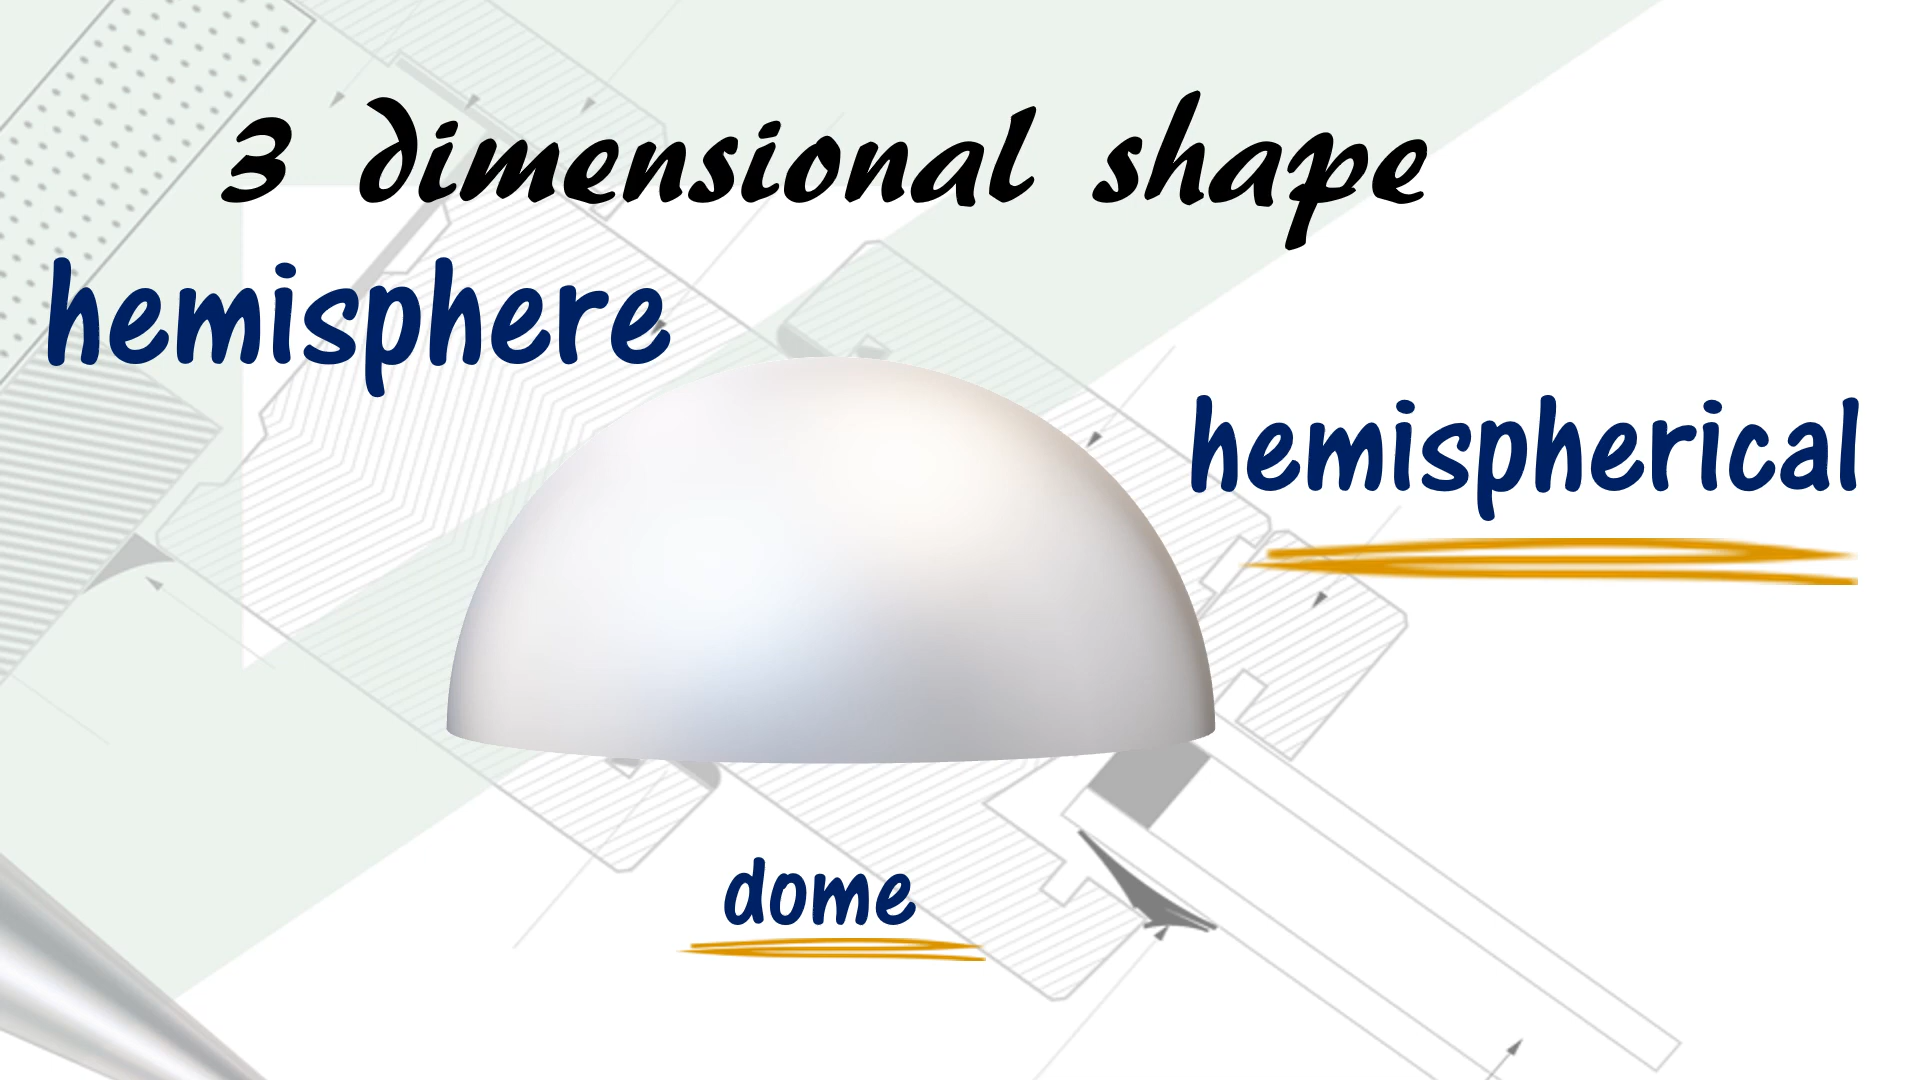 3 dimensional shape
hemisphere
hemispherical
dome